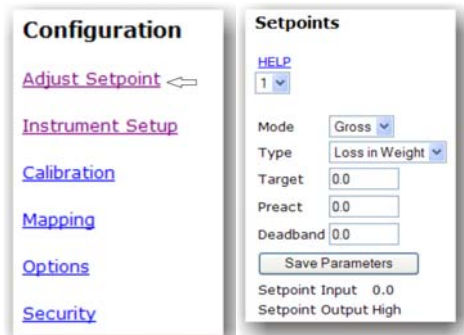 Configuration
Adjust Setpoint
Instrument Setup
Calibration
Mapping
Options
Security
Setpoints
HELP
1
Mode Gross
Type Loss in Weight
Target 0.0
Preact 0.0
Deadband 0.0
Save Parameters
Setpoint Input 0.0
Setpoint Output High